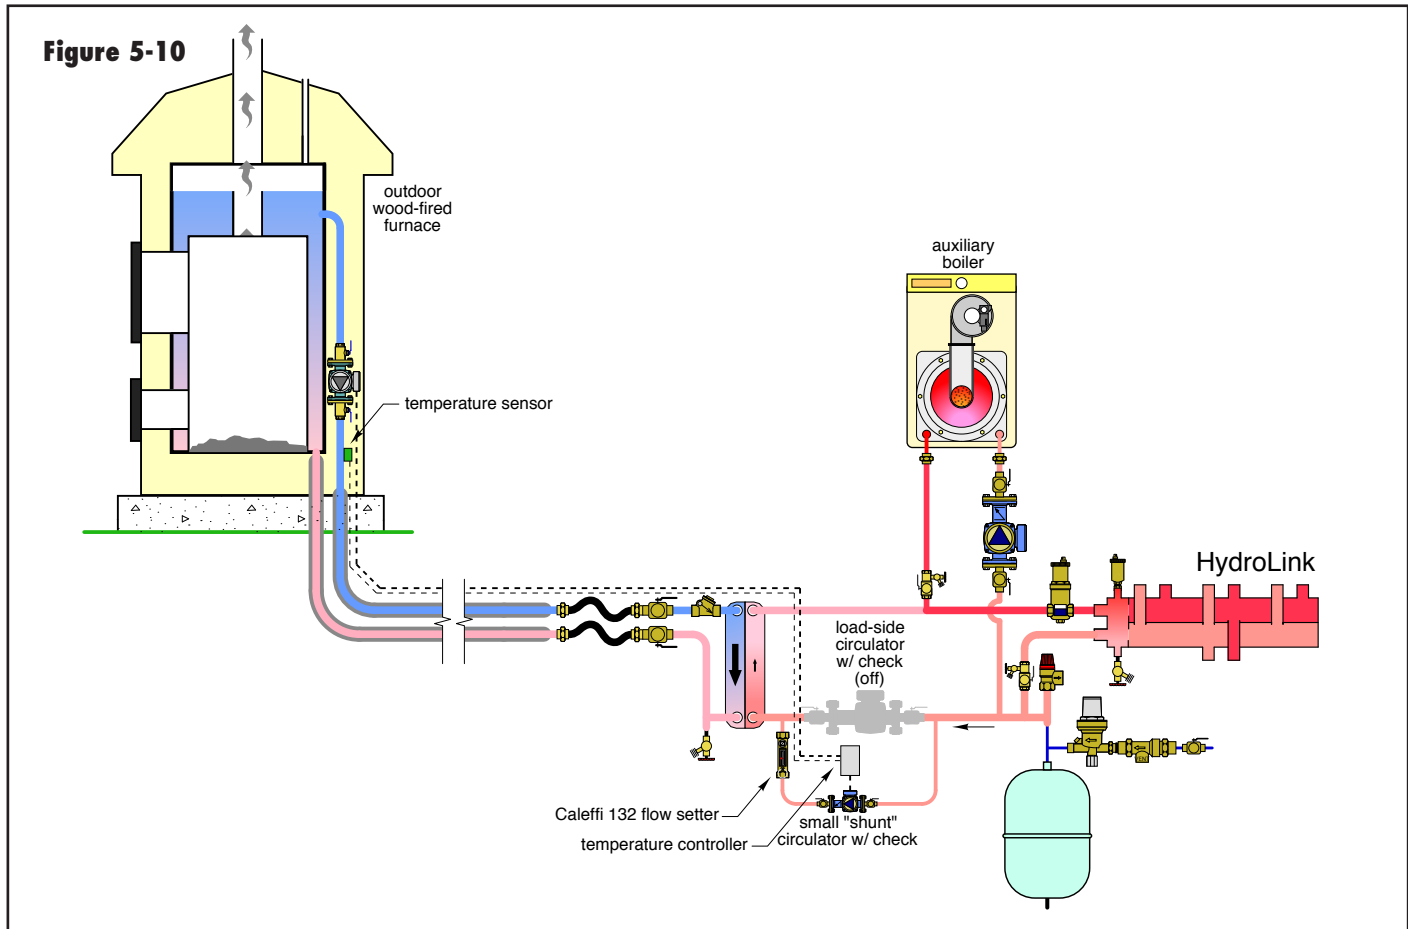 Figure 5-10
outdoor
wood-fired
furnace
auxiliary
boiler
temperature sensor
HydroLink
load-side
circulator
w/ check
(off)
Caleffi 132 flow setter
small "shunt"
circulator w/ check
temperature controller